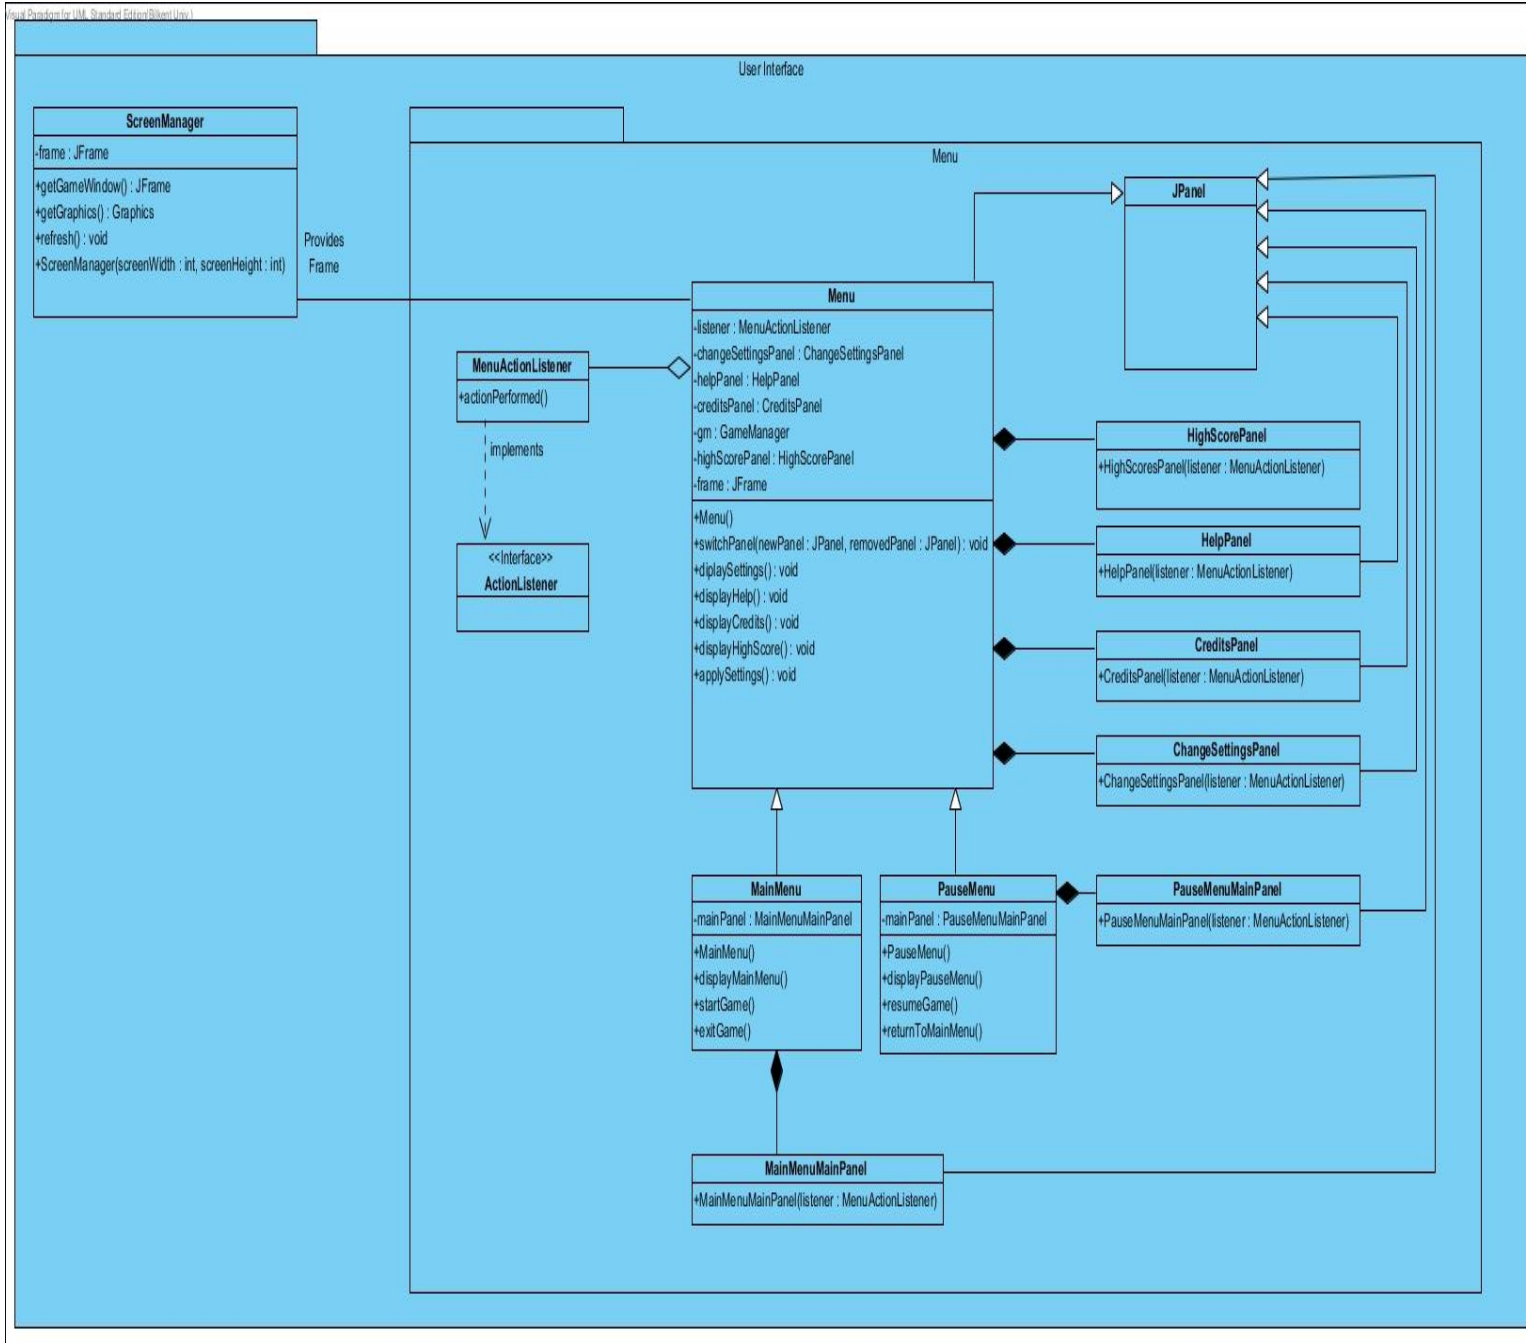 Visual Paradigm for UML Standard Edition(Bilkent Univ.)
User Interface
ScreenManager
-frame : JFrame
+getGameWindow() : JFrame
+getGraphics() : Graphics
+refresh() : void
+ScreenManager(screenWidth : int, screenHeight : int)
Provides
Frame
Menu
JPanel
Menu
-listener : MenuActionListener
-changeSettingsPanel : ChangeSettingsPanel
-helpPanel : HelpPanel
-creditsPanel : CreditsPanel
-gm : GameManager
-highScorePanel : HighScorePanel
-frame : JFrame
+Menu()
+switchPanel(newPanel : JPanel, removedPanel : JPanel) : void
+diplaySettings() : void
+displayHelp() : void
+displayCredits() : void
+displayHighScore() : void
+applySettings() : void
MenuActionListener
+actionPerformed()
implements
<<Interface>>
ActionListener
HighScorePanel
+HighScoresPanel(listener : MenuActionListener)
HelpPanel
+HelpPanel(listener : MenuActionListener)
CreditsPanel
+CreditsPanel(listener : MenuActionListener)
ChangeSettingsPanel
+ChangeSettingsPanel(listener : MenuActionListener)
MainMenu
-mainPanel : MainMenuMainPanel
+MainMenu()
+displayMainMenu()
+startGame()
+exitGame()
PauseMenu
-mainPanel : PauseMenuMainPanel
+PauseMenu()
+displayPauseMenu()
+resumeGame()
+returnToMainMenu()
PauseMenuMainPanel
+PauseMenuMainPanel(listener : MenuActionListener)
MainMenuMainPanel
+MainMenuMainPanel(listener : MenuActionListener)